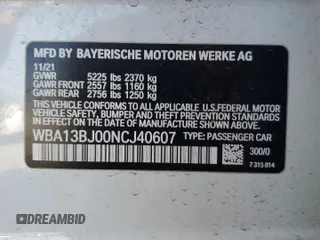 MFD BY BAYERISCHE MOTOREN WERKE AG
11/21
GVWR 5225 lbs 2370 kg
GAWR FRONT 2557 lbs 1160 kg
GAWR REAR 2756 lbs 1250 kg
THIS VEHICLE CONFORMS TO ALL APPLICABLE U.S.FEDERAL MOTOR VEHICLE
SAFETY, BUMPER, AND THEFT PREVENTION STANDARDS IN EFFECT
ON THE DATE OF MANUFACTURE SHOWN ABOVE.
WBA13BJ00NCJ40607 TYPE: PASSENGER CAR
300/0
7 315 814
DREAMBID